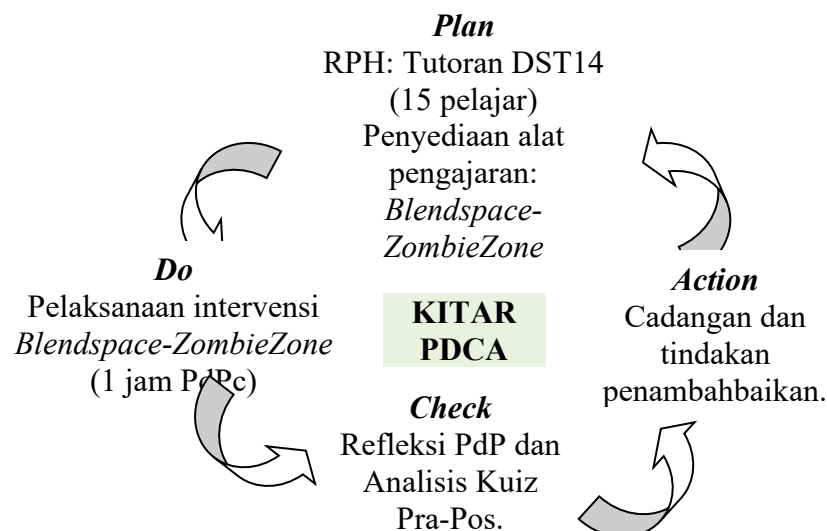 Plan
RPH: Tutoran DST14
(15 pelajar)
Penyediaan alat
pengajaran:
Blendspace-
ZombieZone
Do
Pelaksanaan intervensi
Blendspace-ZombieZone
(1 jam PdPc)
KITAR
PDCA
Check
Refleksi PdP dan
Analisis Kuiz
Pra-Pos.
Action
Cadangan dan
tindakan
penambahbaikan.